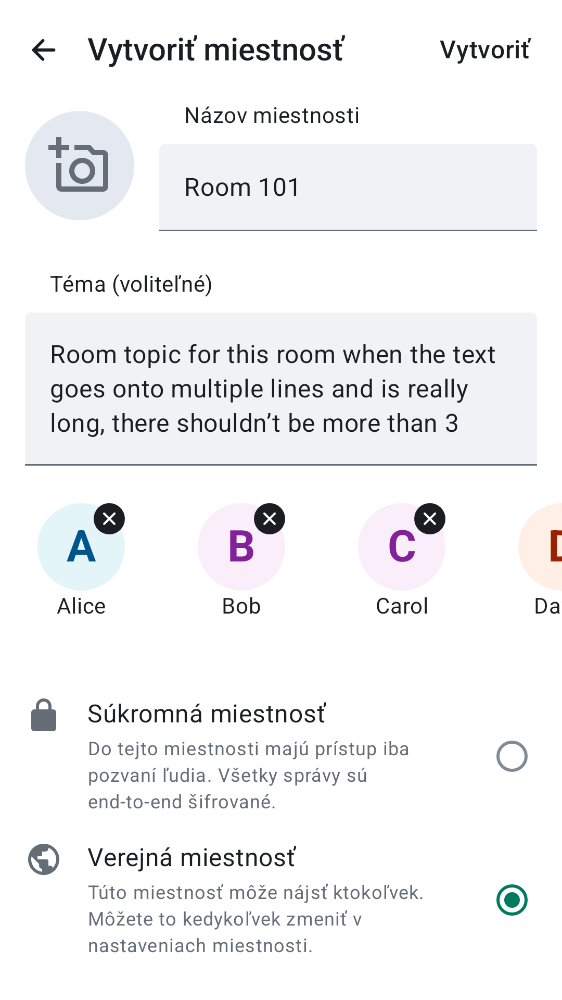 Vytvoriť miestnosť
Vytvoriť
Názov miestnosti
Room 101
Téma (voliteľné)
Room topic for this room when the text
goes onto multiple lines and is really
long, there shouldn’t be more than 3
A
B
C
D
Alice
Bob
Carol
Da
Súkromná miestnosť
Do tejto miestnosti majú prístup iba
pozvaní ľudia. Všetky správy sú
end-to-end šifrované.
Verejná miestnosť
Túto miestnosť môže nájsť ktokoľvek.
Môžete to kedykoľvek zmeniť v
nastaveniach miestnosti.